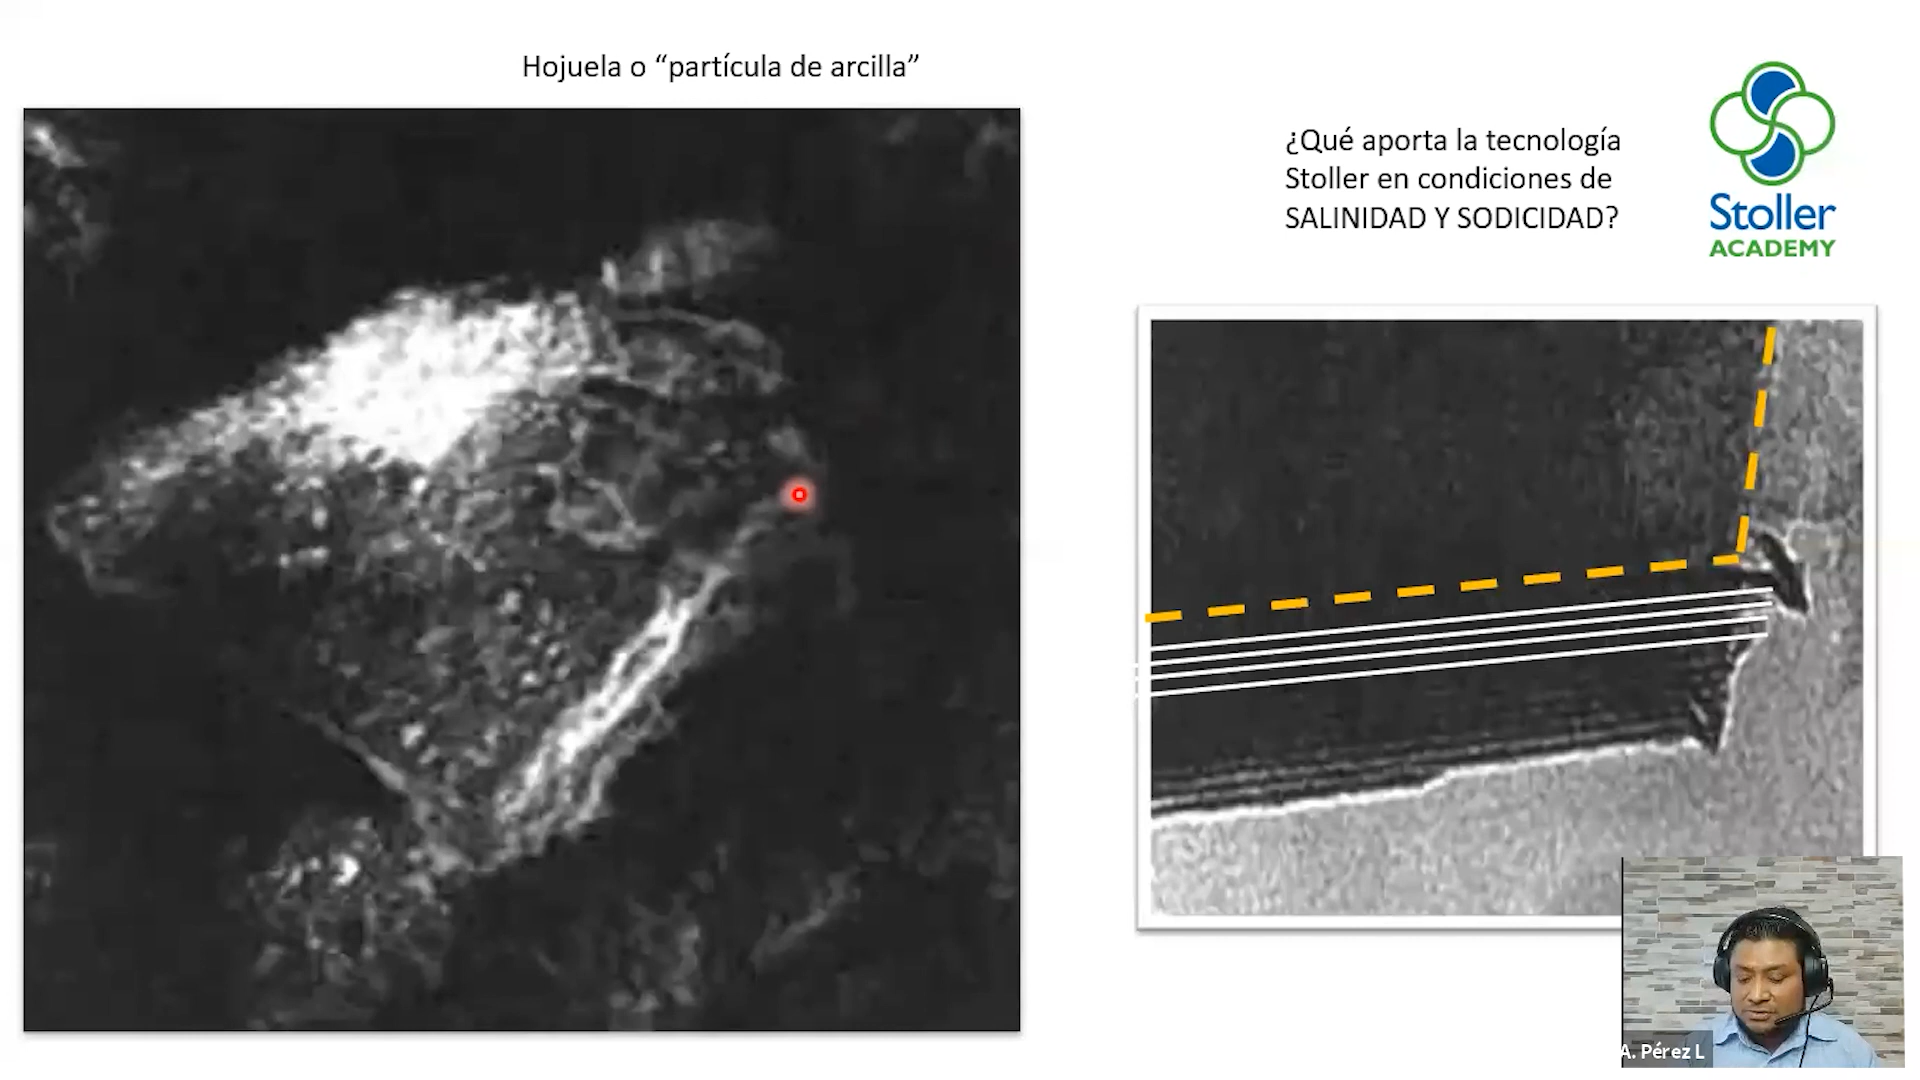 Hojuela o “partícula de arcilla”
¿Qué aporta la tecnología
Stoller en condiciones de
SALINIDAD Y SODICIDAD?
Stoller
ACADEMY
A. Pérez L